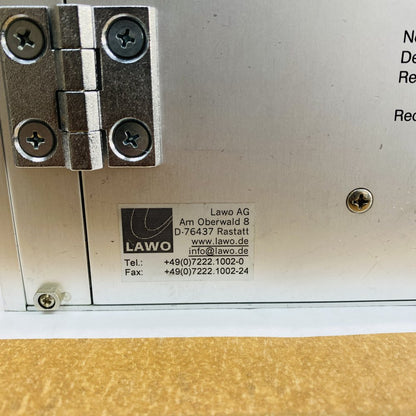 Lawo AG
Am Oberwald 8
D-76437 Rastatt
www.lawo.de
info@lawo.de
LAWO
Tel.: +49(0)7222.1002-0
Fax: +49(0)7222.1002-24